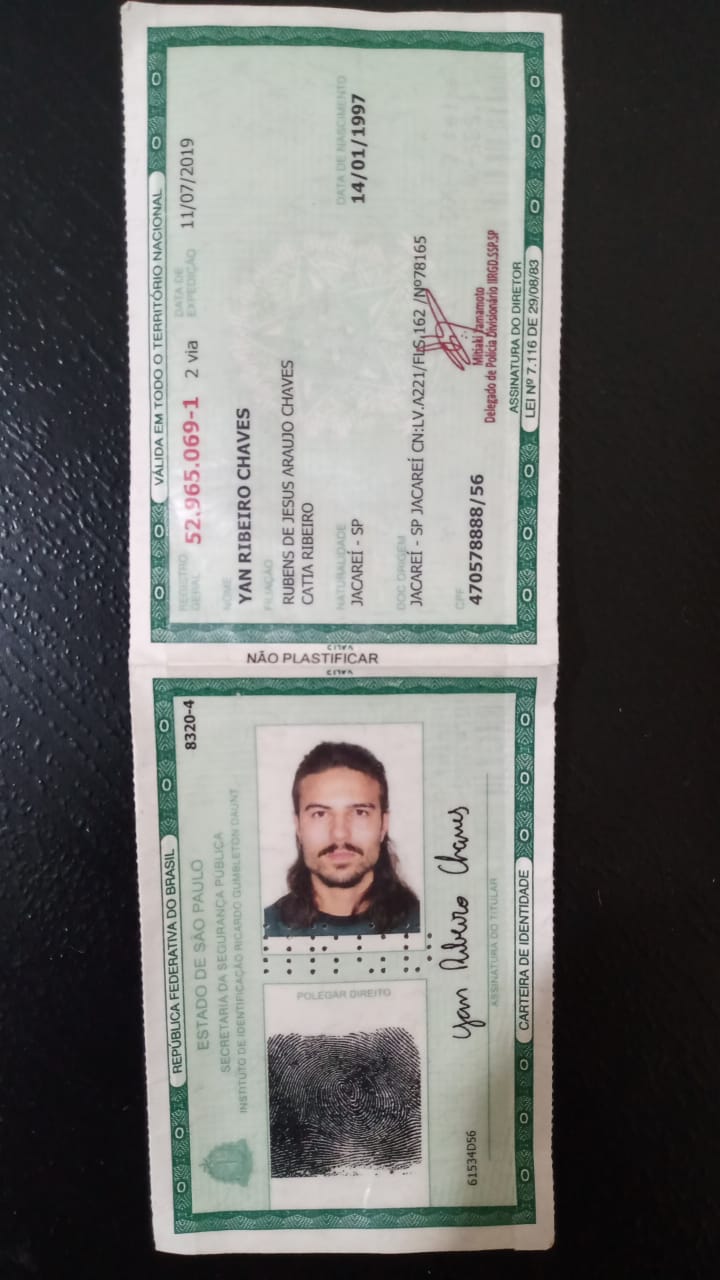 REPÚBLICA FEDERATIVA DO BRASIL
8320-4
ESTADO DE SÃO PAULO
SECRETARIA DA SEGURANÇA PÚBLICA
INSTITUTO DE IDENTIFICAÇÃO RICARDO GUMBLETON DAUNT
POLEGAR DIREITO
Yan Ribeiro Chaves
61534D56
ASSINATURA DO TITULAR
CARTEIRA DE IDENTIDADE
NÃO PLASTIFICAR
VÁLIDA EM TODO O TERRITÓRIO NACIONAL
REGISTRO GERAL 52.965.069-1 2 via DATA DE EXPEDIÇÃO 11/07/2019
NOME
YAN RIBEIRO CHAVES
FILIAÇÃO
RUBENS DE JESUS ARAUJO CHAVES
CATIA RIBEIRO
NATURALIDADE DATA DE NASCIMENTO
JACAREÍ - SP 14/01/1997
DOC ORIGEM
JACAREÍ - SP JACAREÍ CN:LV.A221/FLS.162 /Nº78165
CPF
470578888/56
Mitiaki Yamamoto
Delegado de Polícia Divisionário IIRGD.SSP.SP
ASSINATURA DO DIRETOR
LEI Nº 7.116 DE 29/08/83